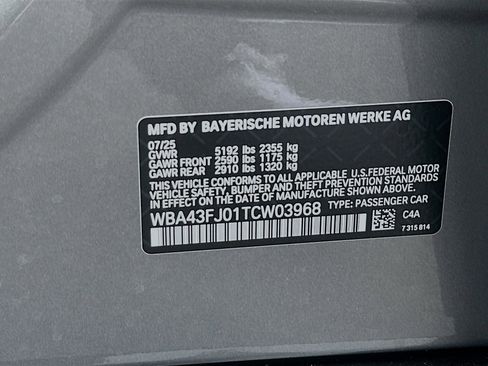 MFD BY BAYERISCHE MOTOREN WERKE AG
07/25
GVWR 5192 lbs 2355 kg
GAWR FRONT 2590 lbs 1175 kg
GAWR REAR 2910 lbs 1320 kg
THIS VEHICLE CONFORMS TO ALL APPLICABLE U.S.FEDERAL MOTOR
VEHICLE SAFETY, BUMPER, AND THEFT PREVENTION STANDARDS IN
EFFECT ON THE DATE OF MANUFACTURE SHOWN ABOVE.
WBA43FJ01TCW03968 TYPE: PASSENGER CAR
C4A
7 315 814